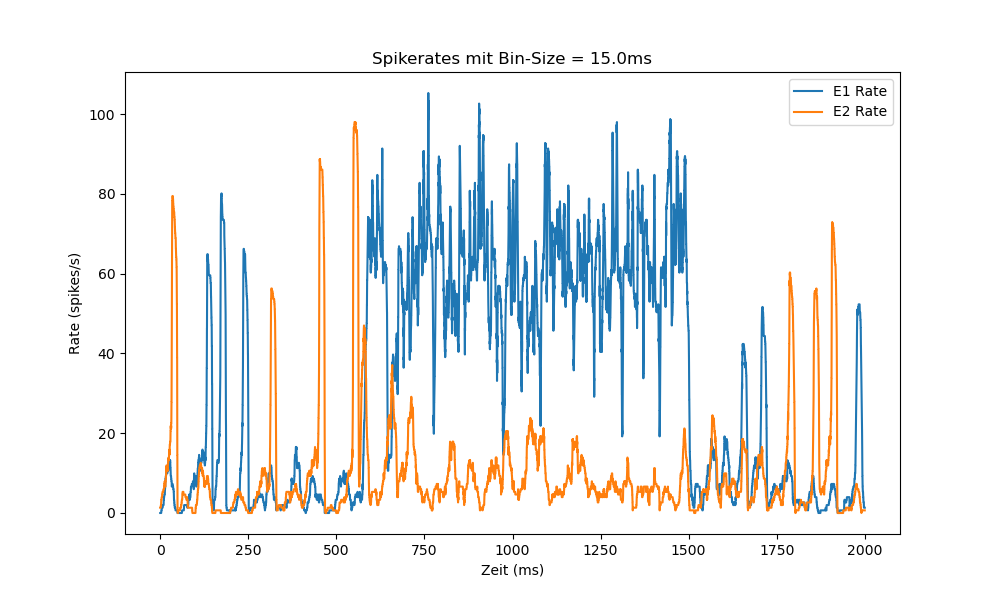 Spikerates mit Bin-Size = 15.0ms
E1 Rate
E2 Rate
Rate (spikes/s)
100
80
60
40
20
0
0 250 500 750 1000 1250 1500 1750 2000
Zeit (ms)